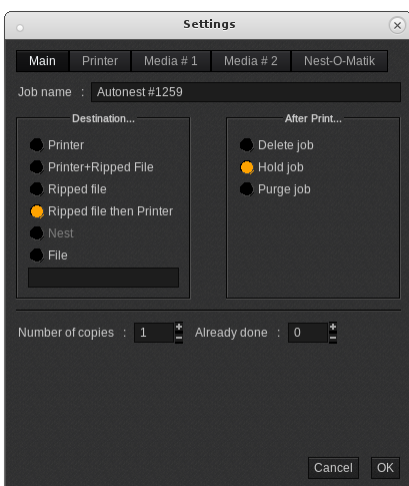 Settings
Main Printer Media # 1 Media # 2 Nest-O-Matik
Job name : Autonest #1259
Destination...
Printer
Printer+Ripped File
Ripped file
Ripped file then Printer
Nest
File
After Print...
Delete job
Hold job
Purge job
Number of copies : 1 Already done : 0
Cancel OK